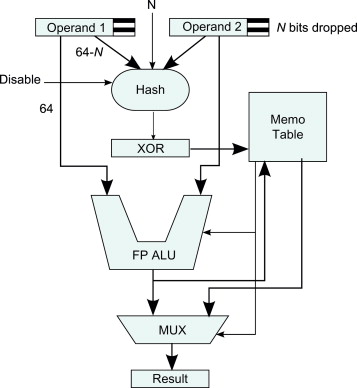 N
Operand 1
Operand 2
N bits dropped
64-N
Disable
Hash
64
Memo
Table
XOR
FP ALU
MUX
Result